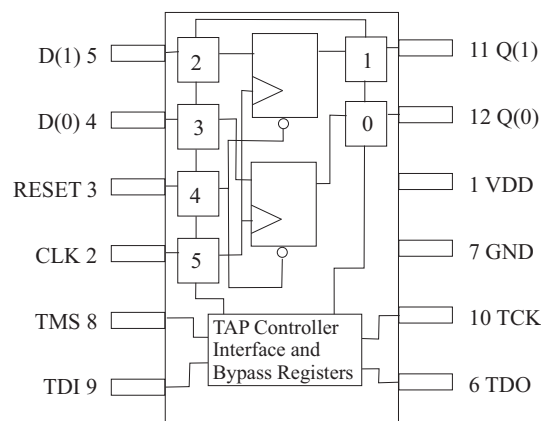 D(1) 5
2
1
11 Q(1)
D(0) 4
3
0
12 Q(0)
RESET 3
4
1 VDD
CLK 2
5
7 GND
TMS 8
TAP Controller
Interface and
Bypass Registers
10 TCK
TDI 9
6 TDO